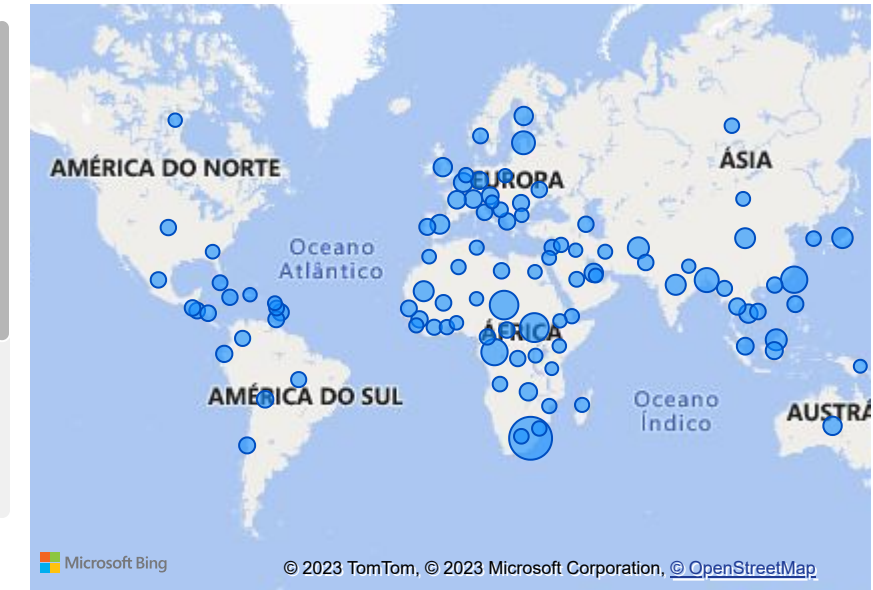 AMÉRICA DO NORTE
EUROPA
ÁSIA
Oceano
Atlântico
ÁFRICA
AMÉRICA DO SUL
Oceano
Índico
AUSTRÁ
Microsoft Bing
© 2023 TomTom, © 2023 Microsoft Corporation, © OpenStreetMap